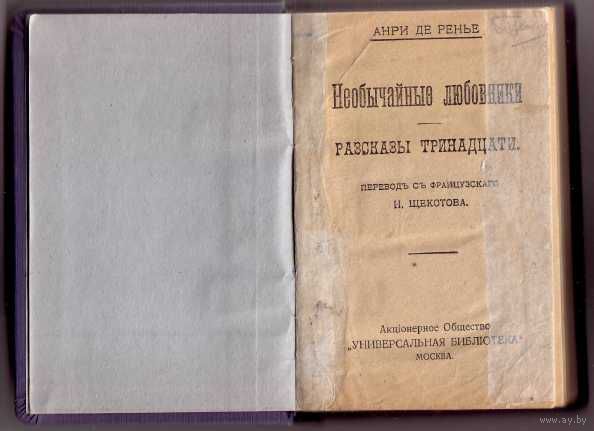 АНРИ ДЕ РЕНЬЕ
Необычайные любовники
РАЗСКАЗЫ ТРИНАДЦАТИ.
ПЕРЕВОДЪ СЪ ФРАНЦУЗСКАГО
Н. ЩЕКОТОВА.
Акціонерное Общество
„УНИВЕРСАЛЬНАЯ БИБЛІОТЕКА"
МОСКВА.
www.ay.by